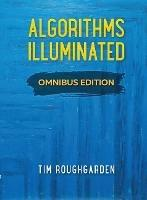 ALGORITHMS
ILLUMINATED
OMNIBUS EDITION
TIM ROUGHGARDEN